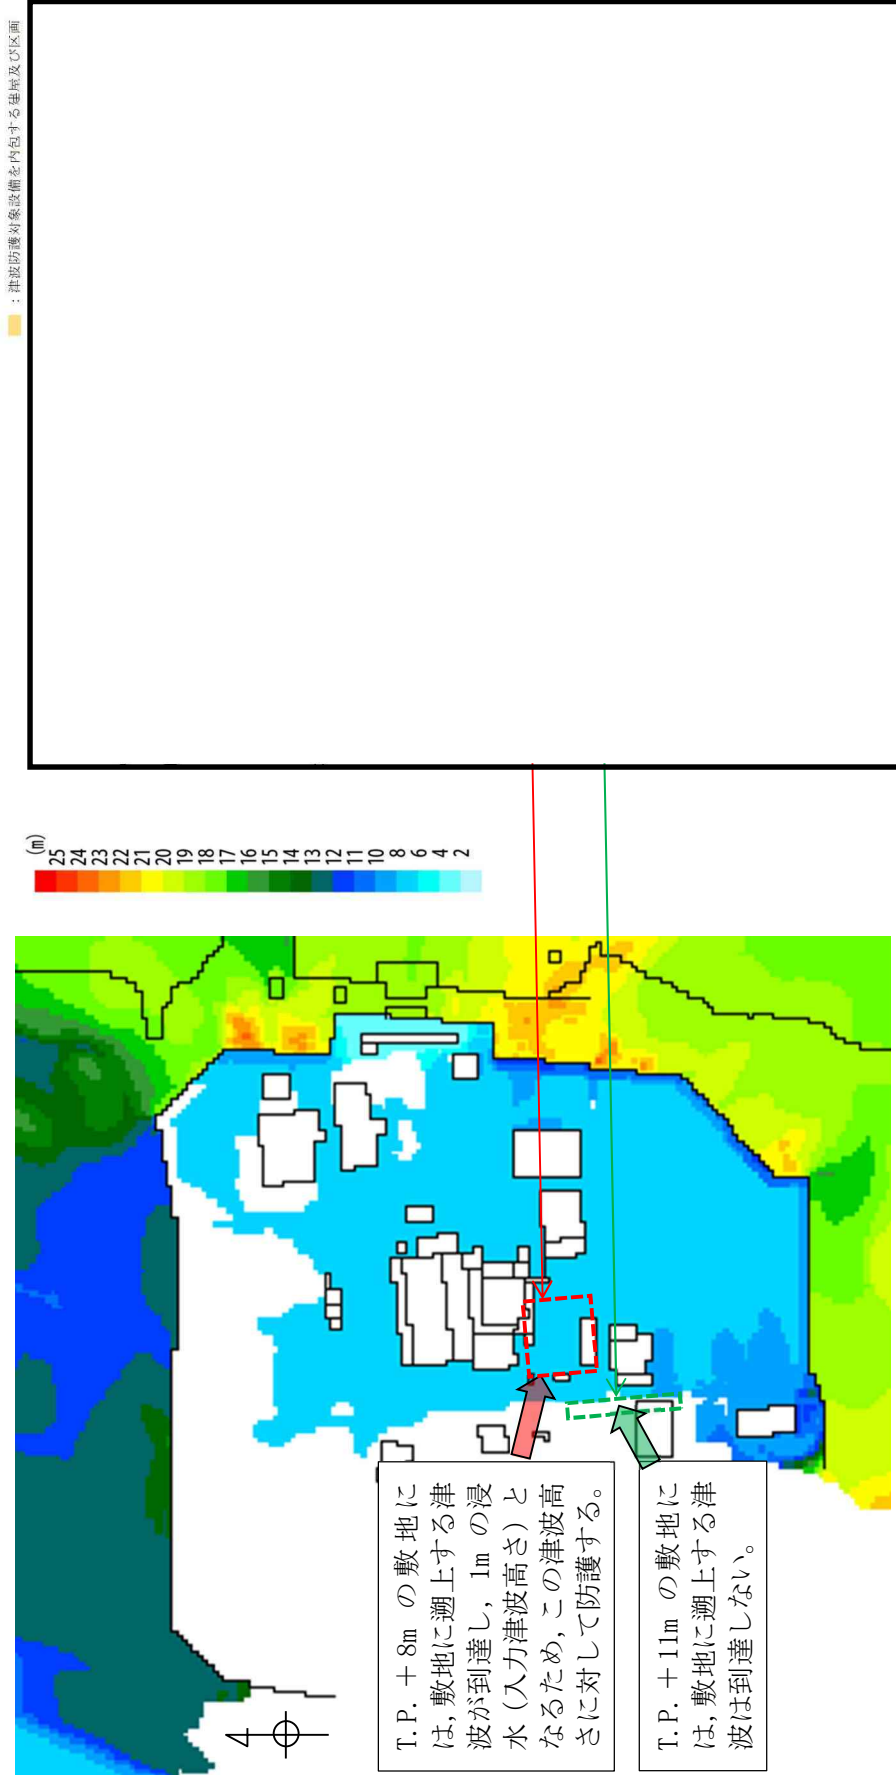 ：津波防護対象設備を内包する建屋及び区画
(m)
25
24
23
22
21
20
19
18
17
16
15
14
13
12
11
10
8
6
4
2
T.P.＋8m の敷地に
は，敷地に遡上する津
波が到達し，1m の浸
水（入力津波高さ）と
なるため，この津波高
さに対して防護する。
T.P.＋11m の敷地に
は，敷地に遡上する津
波は到達しない。